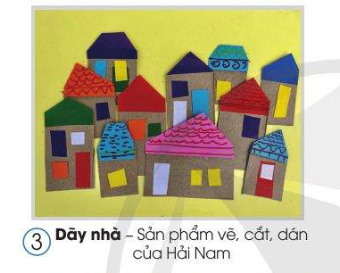 3 Dãy nhà – Sản phẩm vẽ, cắt, dán
của Hải Nam